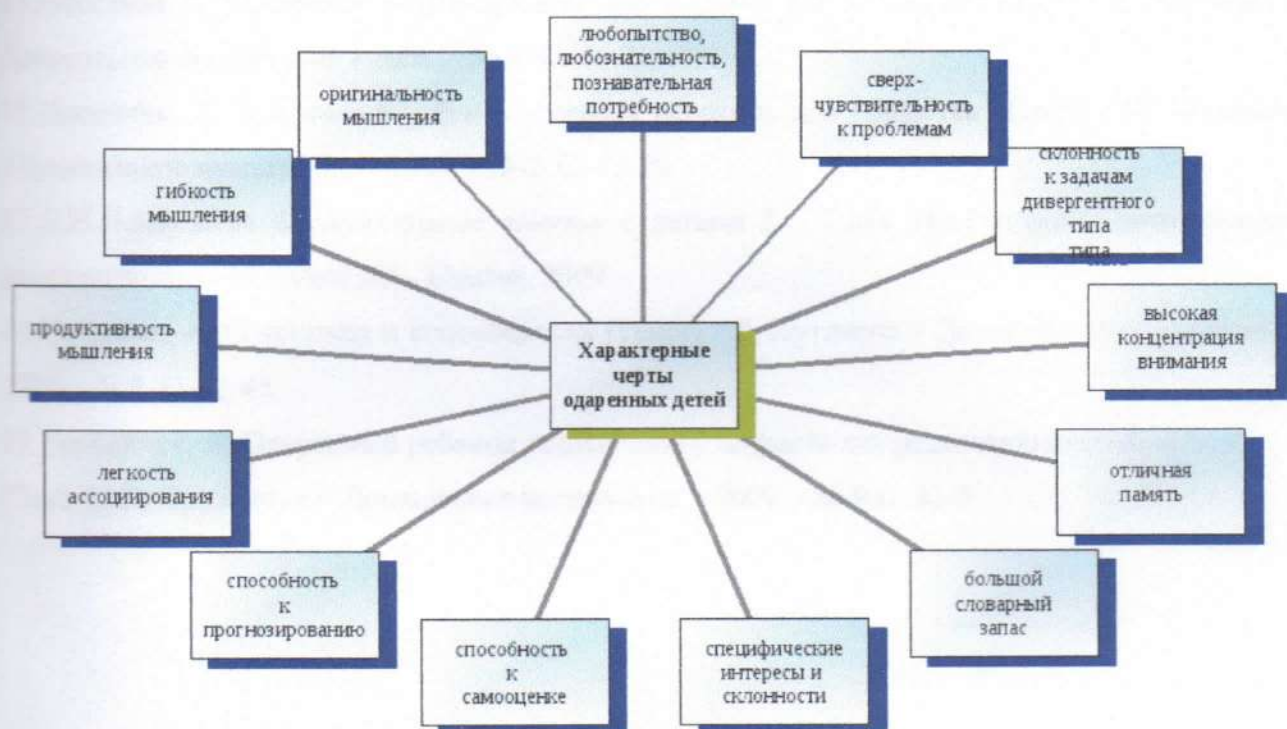 любопытство,
любознательность,
познавательная
потребность
сверх-
чувствительность
к проблемам
склонность
к задачам
дивергентного
типа
типа
высокая
концентрация
внимания
отличная
память
большой
словарный
запас
специфические
интересы и
склонности
способность
к
самооценке
способность
к
прогнозированию
легкость
ассоциирования
продуктивность
мышления
гибкость
мышления
оригинальность
мышления
Характерные
черты
одаренных детей